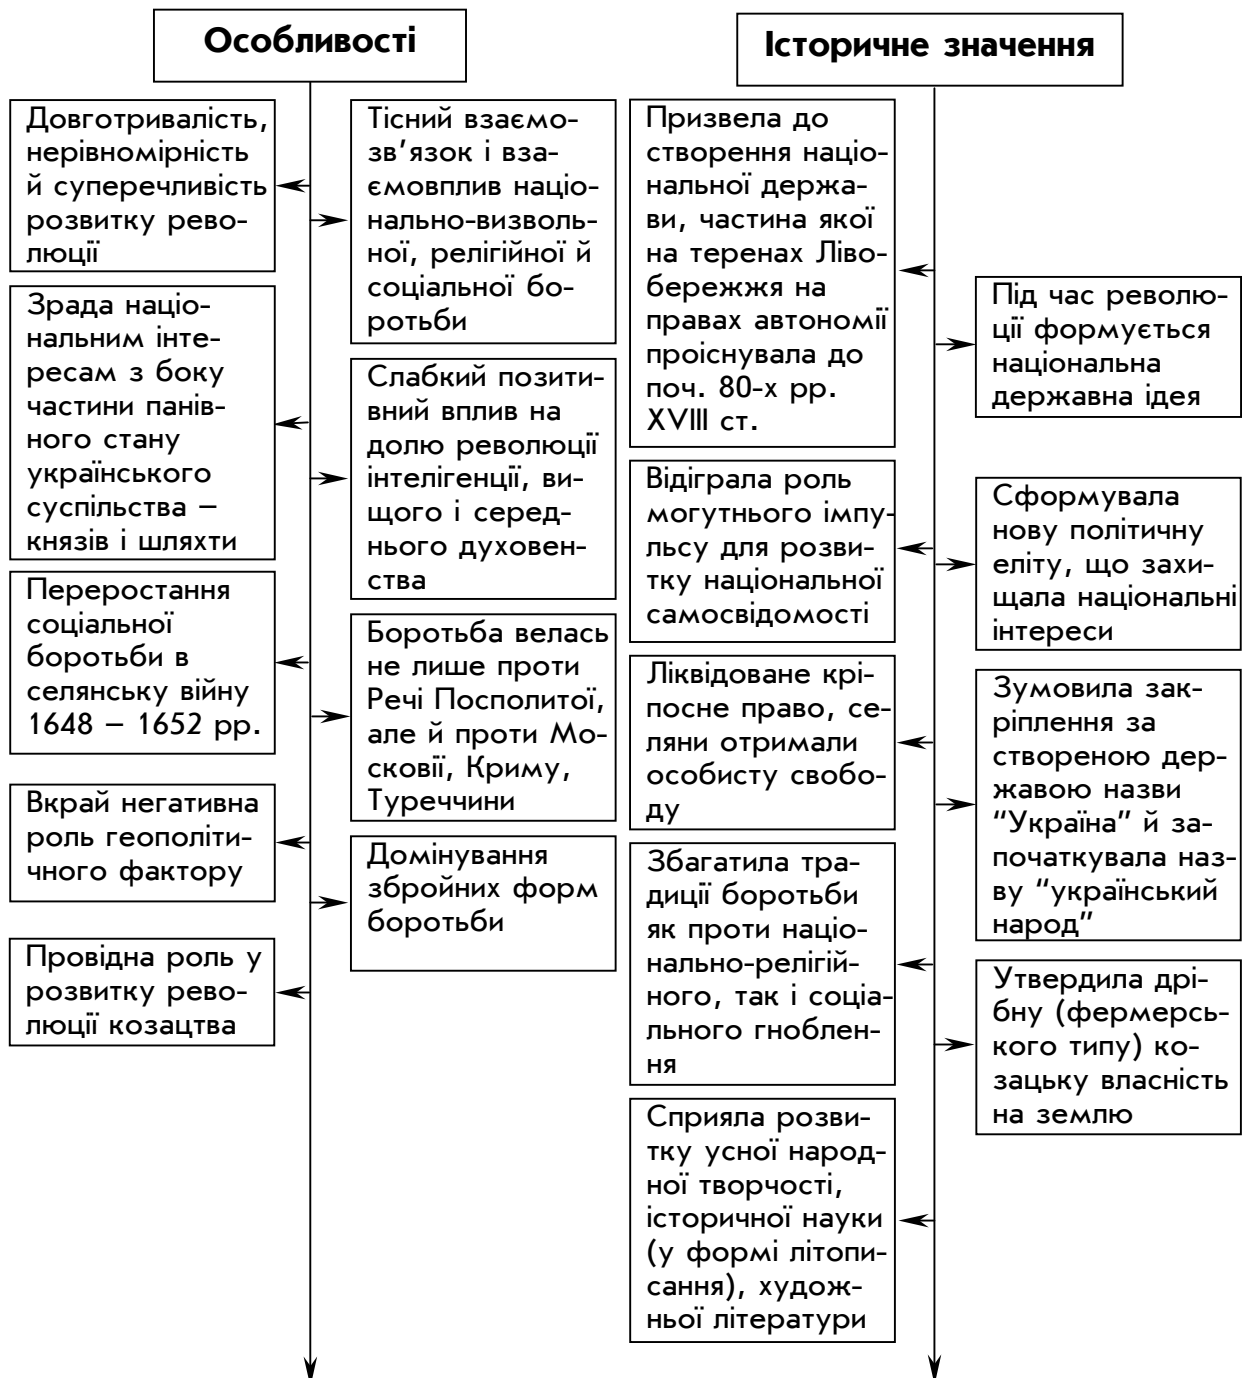 Особливості
Довготривалість,
нерівномірність
й суперечливість
розвитку рево-
люції
Тісний взаємо-
зв’язок і вза-
ємовплив націо-
нально-визволь-
ної, релігійної й
соціальної бо-
ротьби
Зрада націо-
нальним інте-
ресам з боку
частини панів-
ного стану
українського
суспільства –
князів і шляхти
Слабкий позити-
вний вплив на
долю революції
інтелігенції, ви-
щого і серед-
нього духовен-
ства
Переростання
соціальної
боротьби в
селянську війну
1648 – 1652 рр.
Боротьба велась
не лише проти
Речі Посполитої,
але й проти Мо-
сковії, Криму,
Туреччини
Вкрай негативна
роль геополіти-
чного фактору
Домінування
збройних форм
боротьби
Провідна роль у
розвитку рево-
люції козацтва
Історичне значення
Призвела до
створення націо-
нальної держа-
ви, частина якої
на теренах Ліво-
бережжя на
правах автономії
проіснувала до
поч. 80-х рр.
XVIII ст.
Під час револю-
ції формується
національна
державна ідея
Відіграла роль
могутнього імпу-
льсу для розви-
тку національної
самосвідомості
Сформувала
нову політичну
еліту, що захи-
щала національні
інтереси
Ліквідоване крі-
посне право, се-
ляни отримали
особисту свобо-
ду
Зумовила зак-
ріплення за
створеною дер-
жавою назви
“Україна” й за-
початкувала наз-
ву “український
народ”
Збагатила тра-
диції боротьби
як проти націо-
нально-релігій-
ного, так і соці-
ального гноблен-
ня
Утвердила дрі-
бну (фермерсь-
кого типу) ко-
зацьку власність
на землю
Сприяла розви-
тку усної народ-
ної творчості,
історичної науки
(у формі літопи-
сання), худож-
ньої літератури